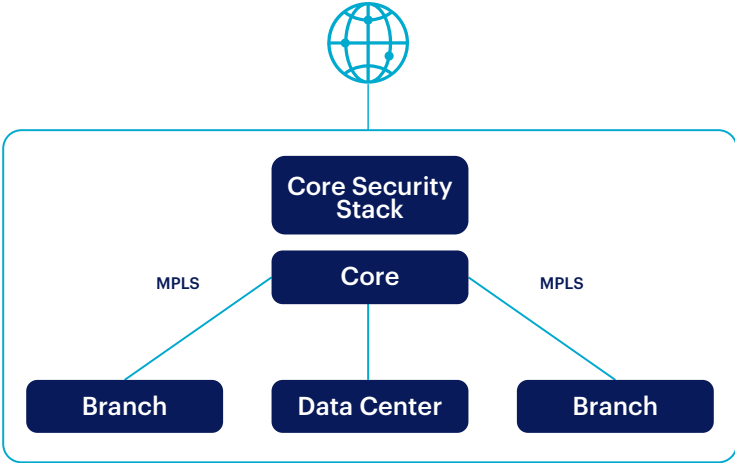 Core Security
Stack
MPLS
Core
MPLS
Branch
Data Center
Branch